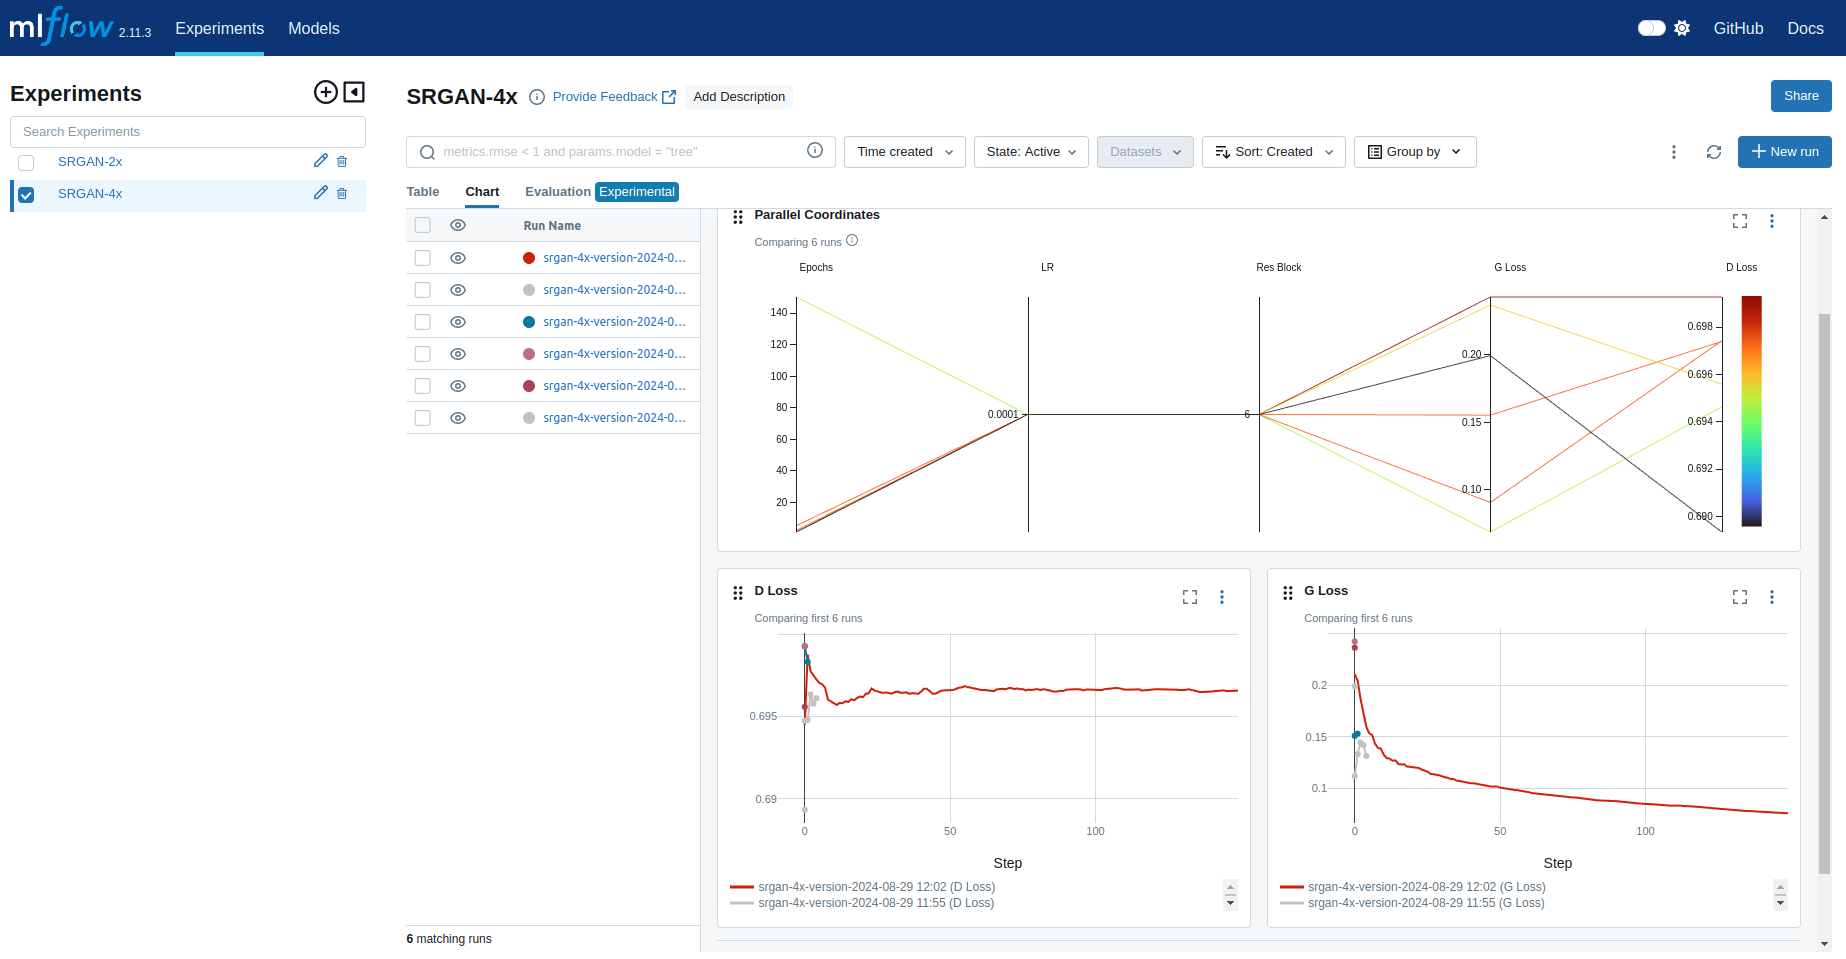 mlflow 2.11.3 Experiments Models GitHub Docs
Experiments
Search Experiments
SRGAN-2x
SRGAN-4x
SRGAN-4x Provide Feedback Add Description Share
metrics.rmse < 1 and params.model = "tree" Time created State: Active Datasets Sort: Created Group by New run
Table Chart Evaluation Experimental
Run Name
srgan-4x-version-2024-0...
srgan-4x-version-2024-0...
srgan-4x-version-2024-0...
srgan-4x-version-2024-0...
srgan-4x-version-2024-0...
srgan-4x-version-2024-0...
6 matching runs
Parallel Coordinates
Comparing 6 runs
Epochs LR Res Block G Loss D Loss
140
120
100
80
60
40
20
0.0001
6
0.20
0.15
0.10
0.698
0.696
0.694
0.692
0.690
D Loss
Comparing first 6 runs
0.695
0.69
0 50 100
Step
srgan-4x-version-2024-08-29 12:02 (D Loss)
srgan-4x-version-2024-08-29 11:55 (D Loss)
G Loss
Comparing first 6 runs
0.2
0.15
0.1
0 50 100
Step
srgan-4x-version-2024-08-29 12:02 (G Loss)
srgan-4x-version-2024-08-29 11:55 (G Loss)